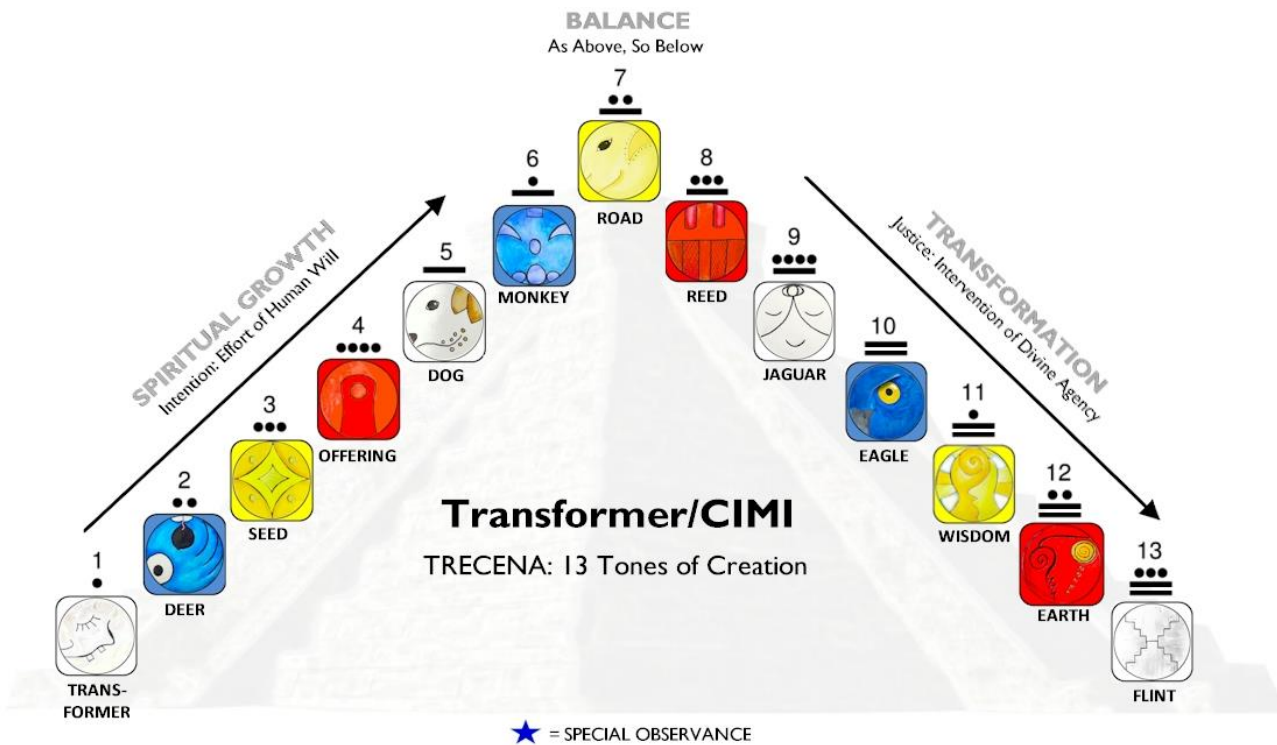 BALANCE
As Above, So Below
7
ROAD
6
MONKEY
8
REED
5
DOG
9
JAGUAR
4
OFFERING
10
EAGLE
3
SEED
11
WISDOM
2
DEER
12
EARTH
1
TRANS-
FORMER
13
FLINT
SPIRITUAL GROWTH
Intention: Effort of Human Will
TRANSFORMATION
Justice: Intervention of Divine Agency
Transformer/CIMI
TRECENA: 13 Tones of Creation
= SPECIAL OBSERVANCE